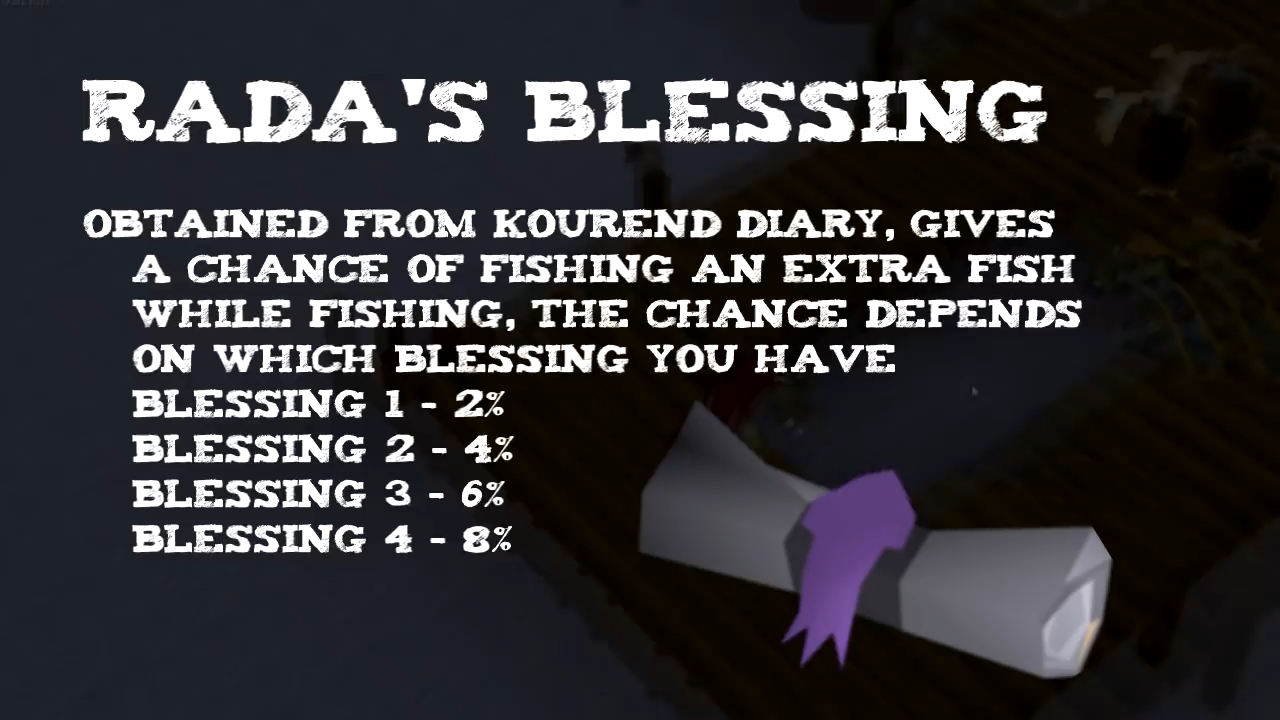 RADA'S BLESSING
OBTAINED FROM KOUREND DIARY, GIVES
A CHANCE OF FISHING AN EXTRA FISH
WHILE FISHING, THE CHANCE DEPENDS
ON WHICH BLESSING YOU HAVE
BLESSING 1 - 2%
BLESSING 2 - 4%
BLESSING 3 - 6%
BLESSING 4 - 8%